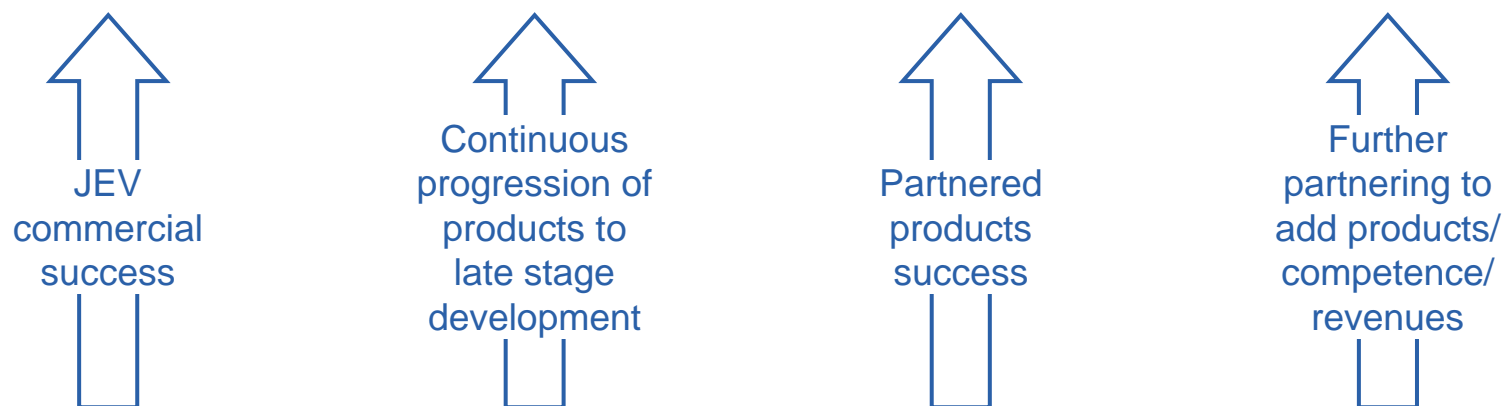 JEV
commercial
success
Continuous
progression of
products to
late stage
development
Partnered
products
success
Further
partnering to
add products/
competence/
revenues